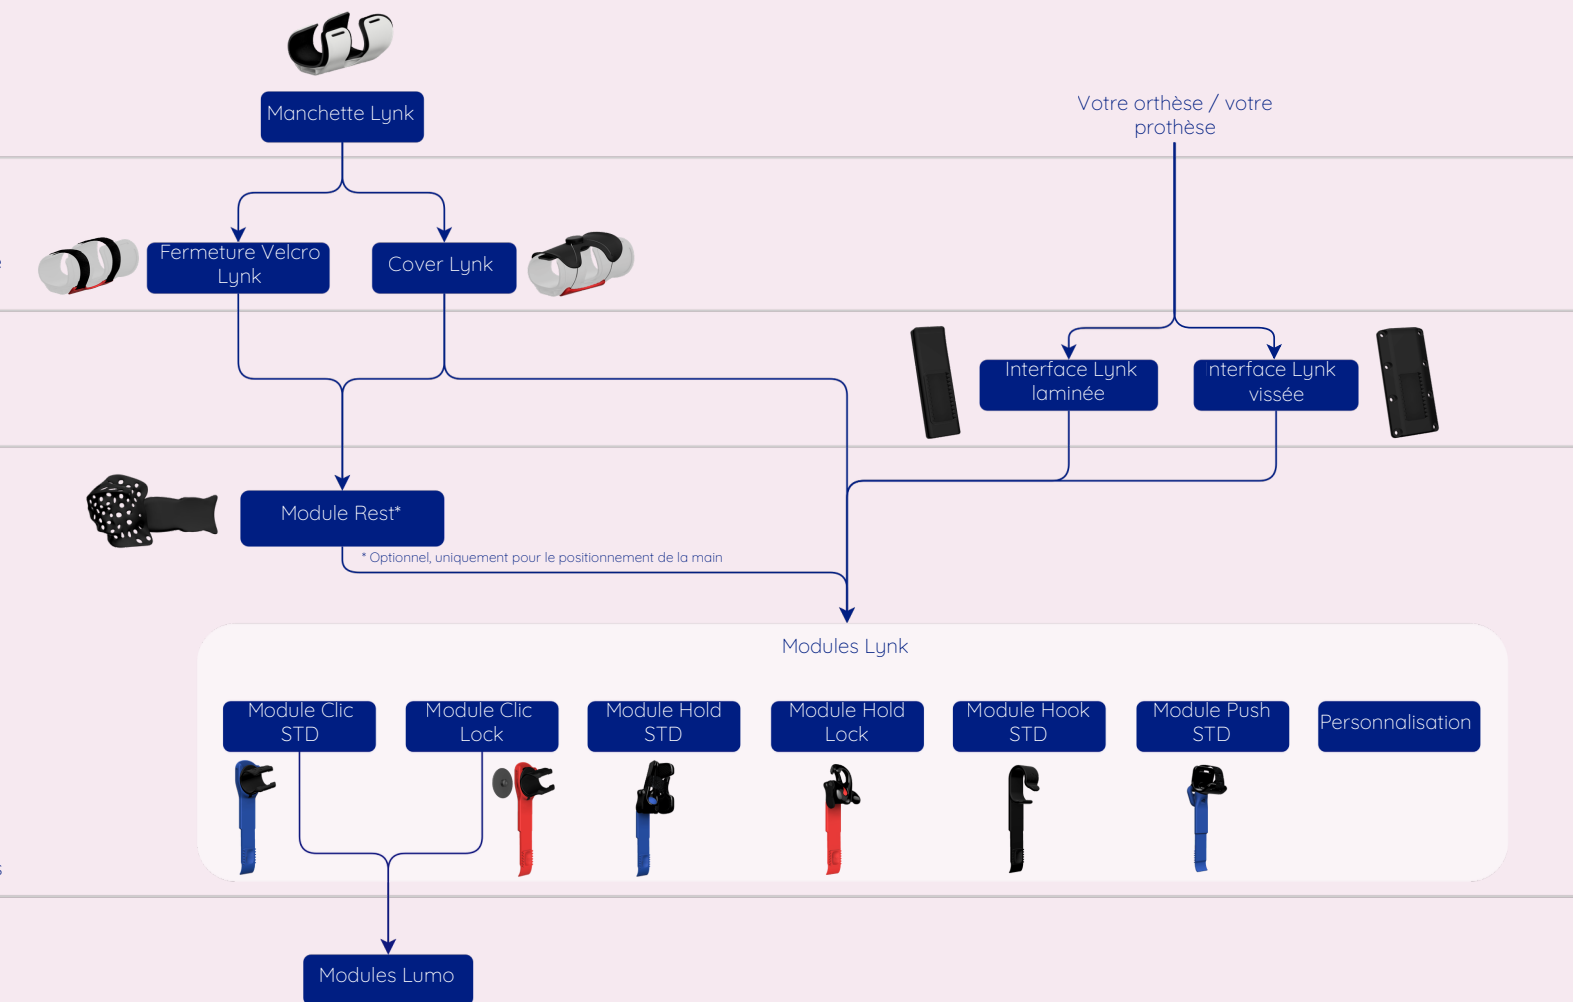 Manchette Lynk
Votre orthèse / votre
prothèse
Fermeture Velcro
Lynk
Cover Lynk
Interface Lynk
laminée
Interface Lynk
vissée
Module Rest*
* Optionnel, uniquement pour le positionnement de la main
Modules Lynk
Module Clic
STD
Module Clic
Lock
Module Hold
STD
Module Hold
Lock
Module Hook
STD
Module Push
STD
Personnalisation
Modules Lumo